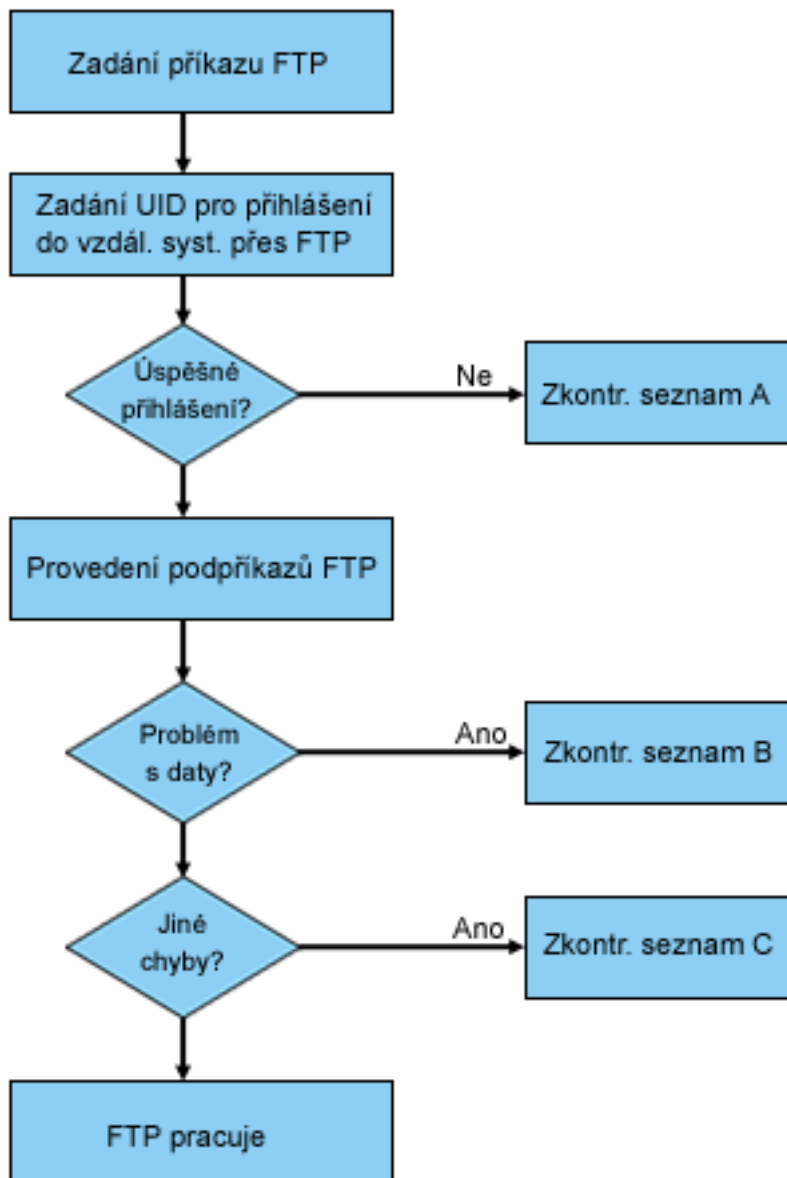 Zadání příkazu FTP
Zadání UID pro přihlášení
do vzdál. syst. přes FTP
Úspěšné
přihlášení?
Ne
Zkontr. seznam A
Provedení podpříkazů FTP
Problém
s daty?
Ano
Zkontr. seznam B
Jiné
chyby?
Ano
Zkontr. seznam C
FTP pracuje